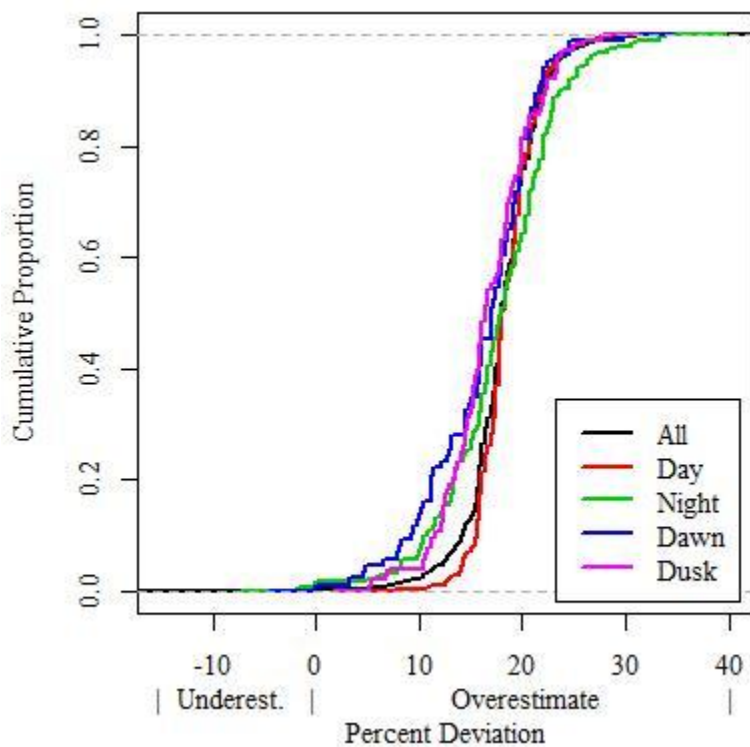 Cumulative Proportion
1.0
0.8
0.6
0.4
0.2
0.0
All
Day
Night
Dawn
Dusk
-10 0 10 20 30 40
| Underest. | Overestimate |
Percent Deviation